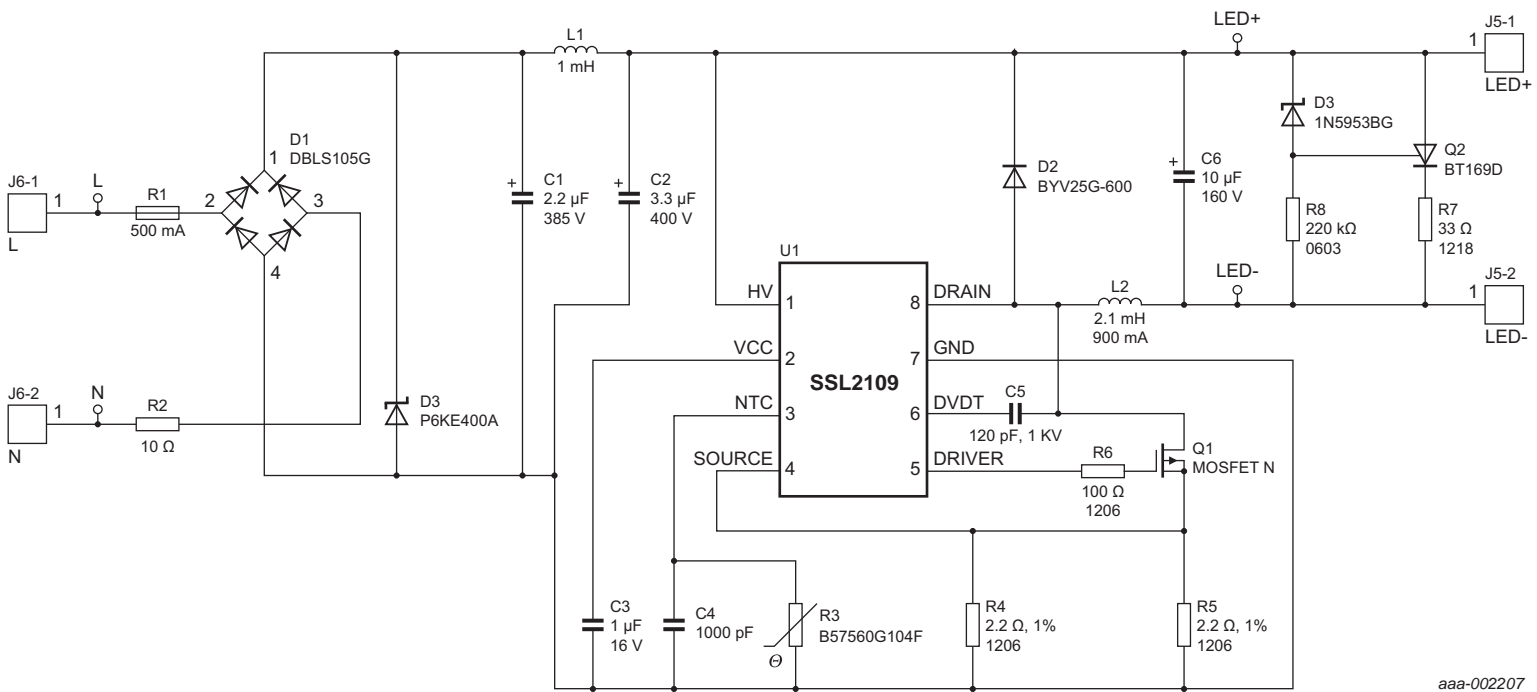 LED+
J5-1
1
LED+
L1
1 mH
D1
DBLS105G
1
2
3
4
J6-1
1
L
L
R1
500 mA
C1
2.2 µF
385 V
C2
3.3 µF
400 V
D2
BYV25G-600
C6
10 µF
160 V
D3
1N5953BG
Q2
BT169D
R8
220 kΩ
0603
R7
33 Ω
1218
U1
LED-
J5-2
1
LED-
HV
1
8
DRAIN
L2
2.1 mH
900 mA
VCC
2
7
GND
SSL2109
NTC
3
6
DVDT
C5
120 pF, 1 KV
SOURCE
4
5
DRIVER
R6
100 Ω
1206
Q1
MOSFET N
J6-2
1
N
N
R2
10 Ω
D3
P6KE400A
C3
1 µF
16 V
C4
1000 pF
R3
B57560G104F
Θ
R4
2.2 Ω, 1%
1206
R5
2.2 Ω, 1%
1206
aaa-002207
+
+
+